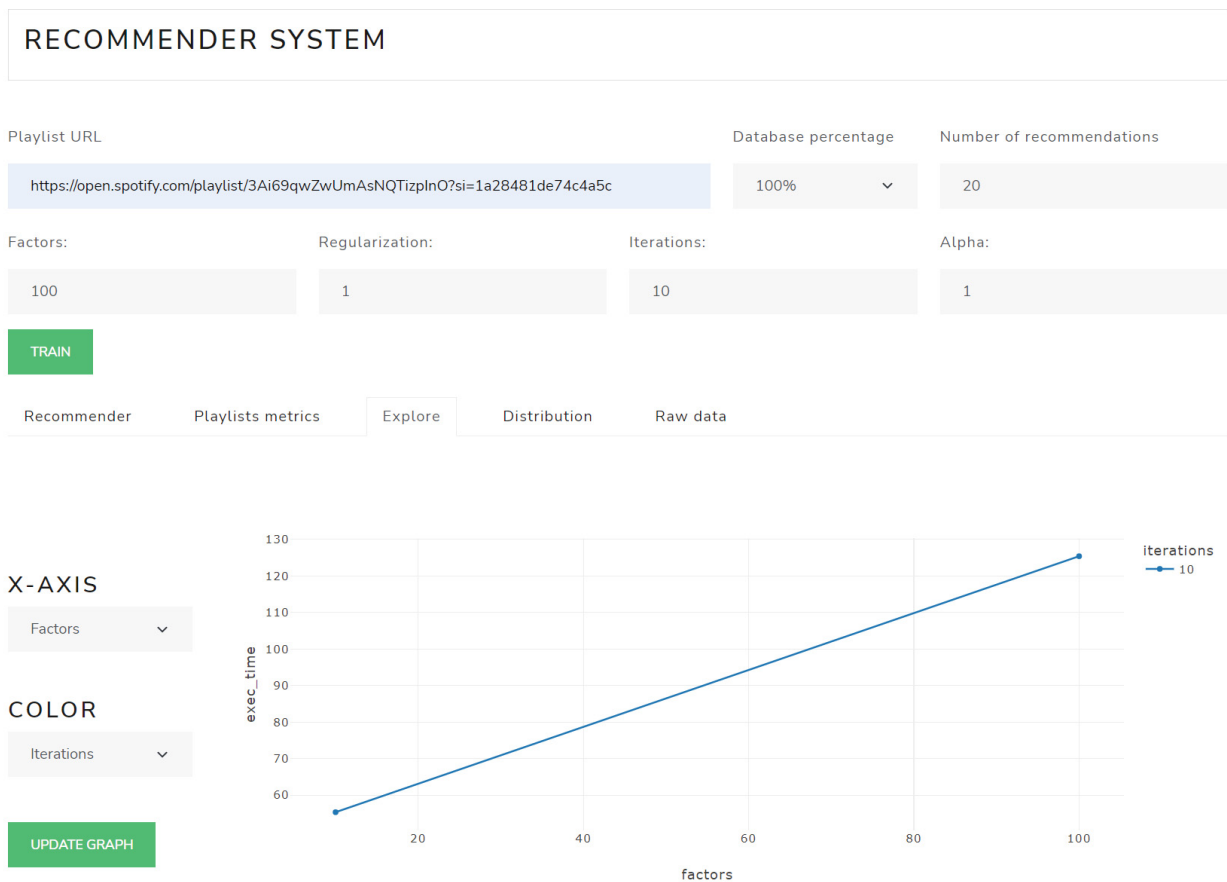 RECOMMENDER SYSTEM
Playlist URL
Database percentage
Number of recommendations
https://open.spotify.com/playlist/3Ai69qwZwUmAsNQTizpInO?si=1a28481de74c4a5c
100%
20
Factors:
Regularization:
Iterations:
Alpha:
100
1
10
1
TRAIN
Recommender
Playlists metrics
Explore
Distribution
Raw data
X-AXIS
Factors
COLOR
Iterations
UPDATE GRAPH
130
120
110
100
90
80
70
60
exec_time
20
40
60
80
100
factors
iterations
10